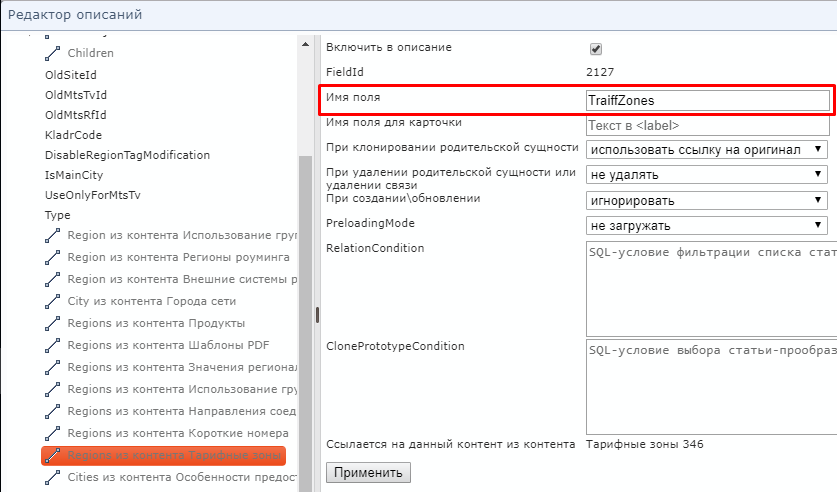 Редактор описаний
Children
OldSiteId
OldMtsTvId
OldMtsRfId
KladrCode
DisableRegionTagModification
IsMainCity
UseOnlyForMtsTv
Type
Region из контента Использование груп
Region из контента Регионы роуминга
Region из контента Внешние системы р
City из контента Города сети
Regions из контента Продукты
Regions из контента Шаблоны PDF
Regions из контента Значения регионал
Regions из контента Использование гру
Regions из контента Направления соед
Regions из контента Короткие номера
Regions из контента Тарифные зоны
Cities из контента Особенности предост
Включить в описание
FieldId 2127
Имя поля TraiffZones
Имя поля для карточки Текст в <label>
При клонировании родительской сущности использовать ссылку на оригинал
При удалении родительской сущности или
удалении связи не удалять
При создании\обновлении игнорировать
PreloadingMode не загружать
RelationCondition SQL-условие фильтрации списка стат
ClonePrototypeCondition SQL-условие выбора статьи-прообраз
Ссылается на данный контент из контента Тарифные зоны 346
Применить